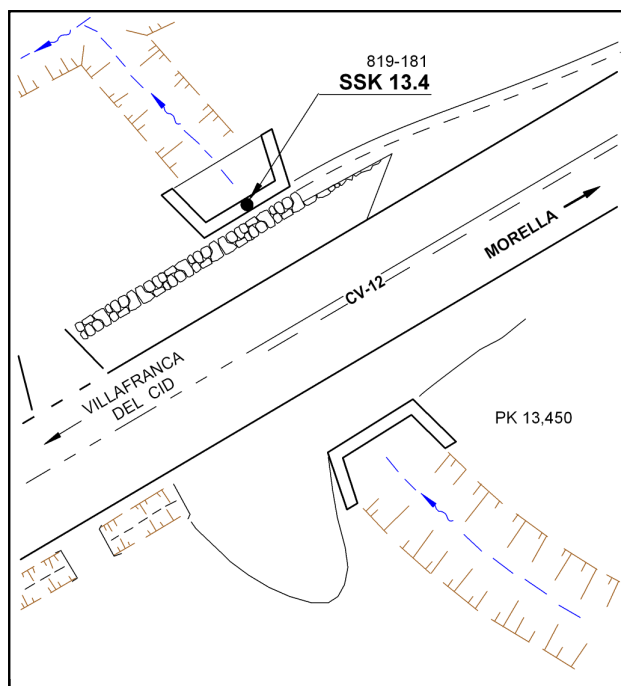 819-181
SSK 13.4
MORELLA
CV-12
VILLAFRANCA
DEL CID
PK 13,450